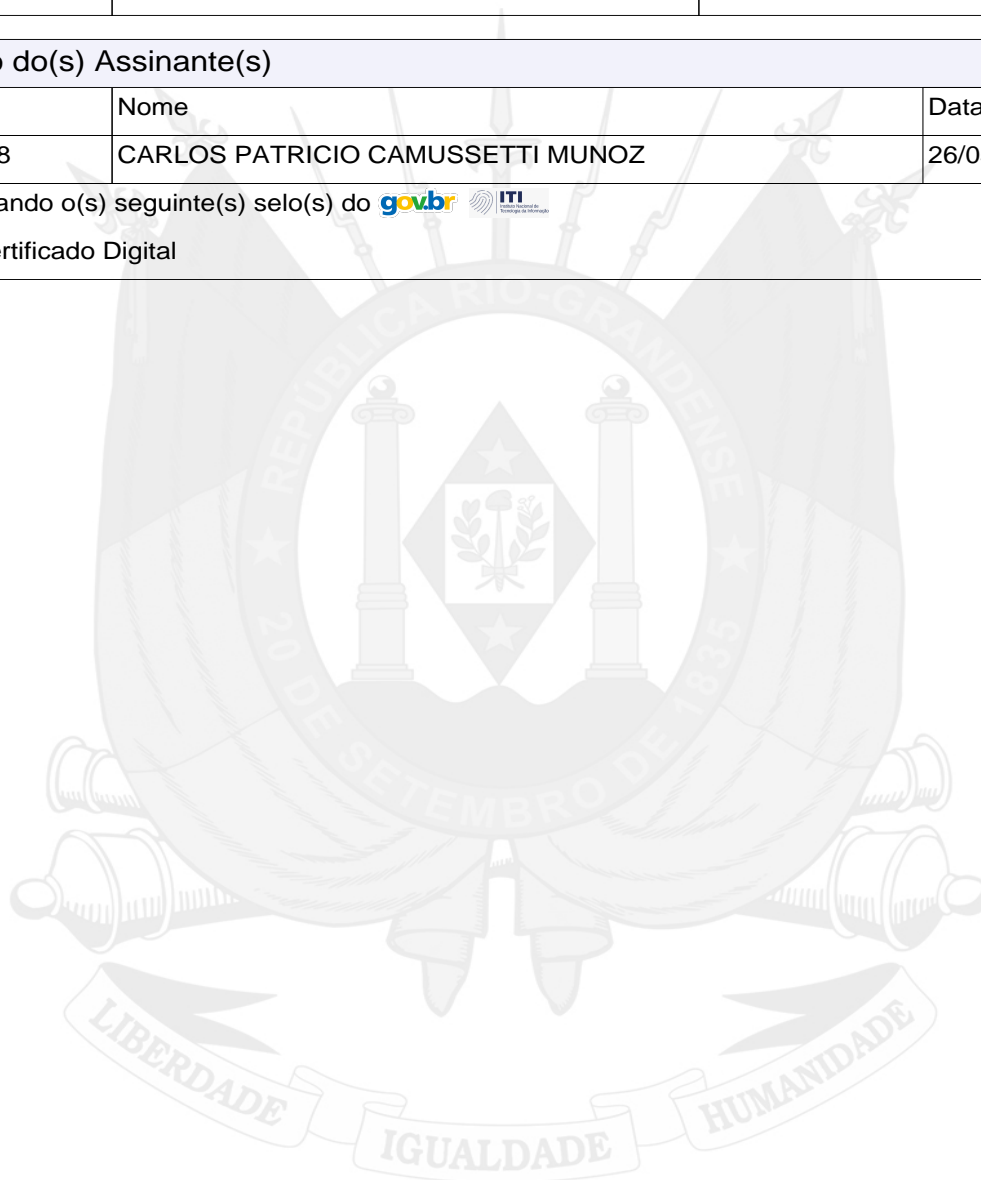 o do(s) Assinante(s)
Nome Data
8 CARLOS PATRICIO CAMUSSETTI MUNOZ 26/0
ando o(s) seguinte(s) selo(s) do gov.br ITI
rtificado Digital
REPÚBLICA RIO-GRANDENSE
20 DE SETEMBRO DE 1835
LIBERDADE
IGUALDADE
HUMANIDADE